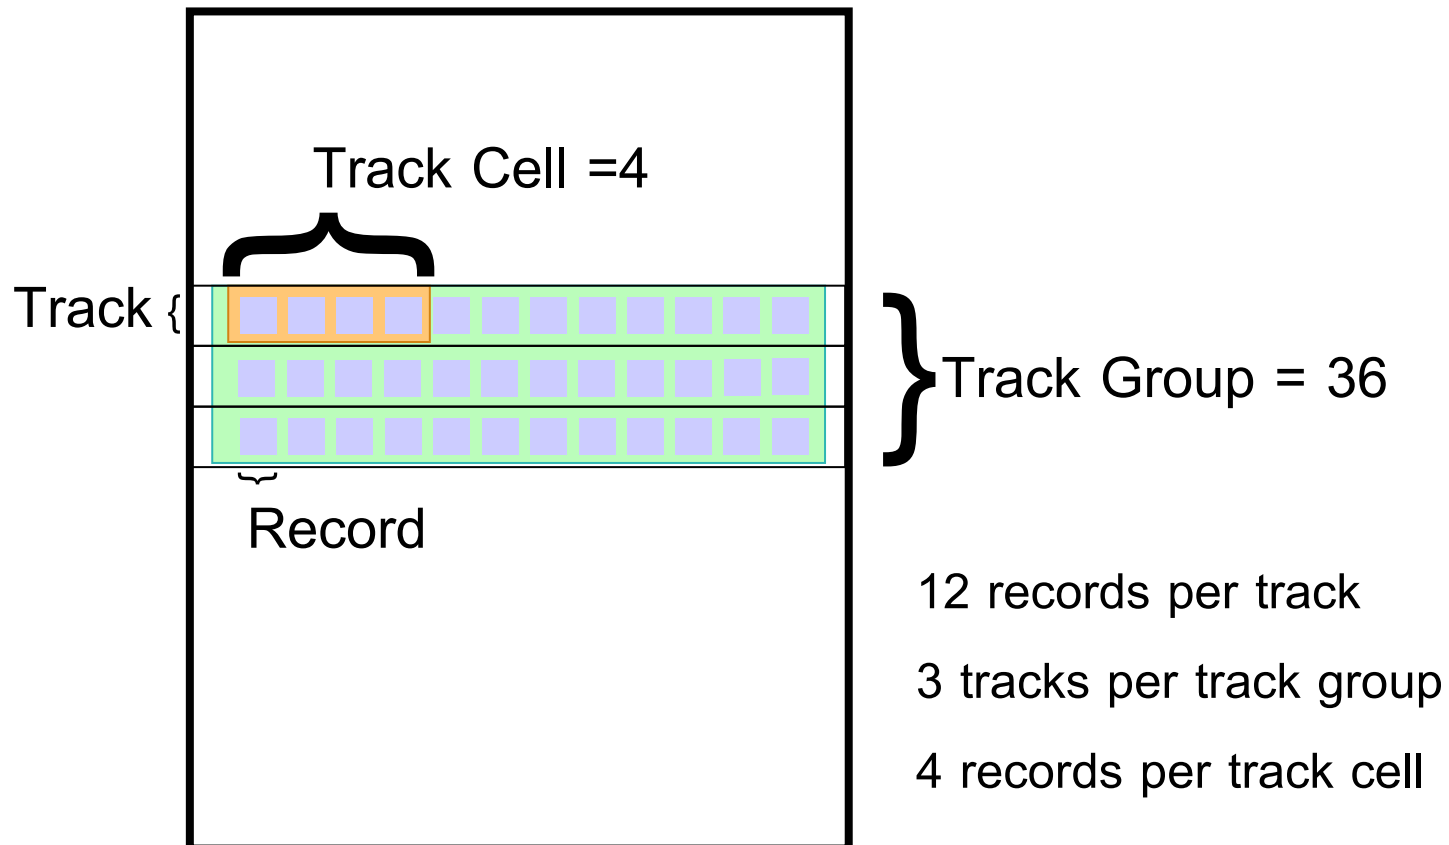 Track Cell =4
Track
Track Group = 36
Record
12 records per track
3 tracks per track group
4 records per track cell